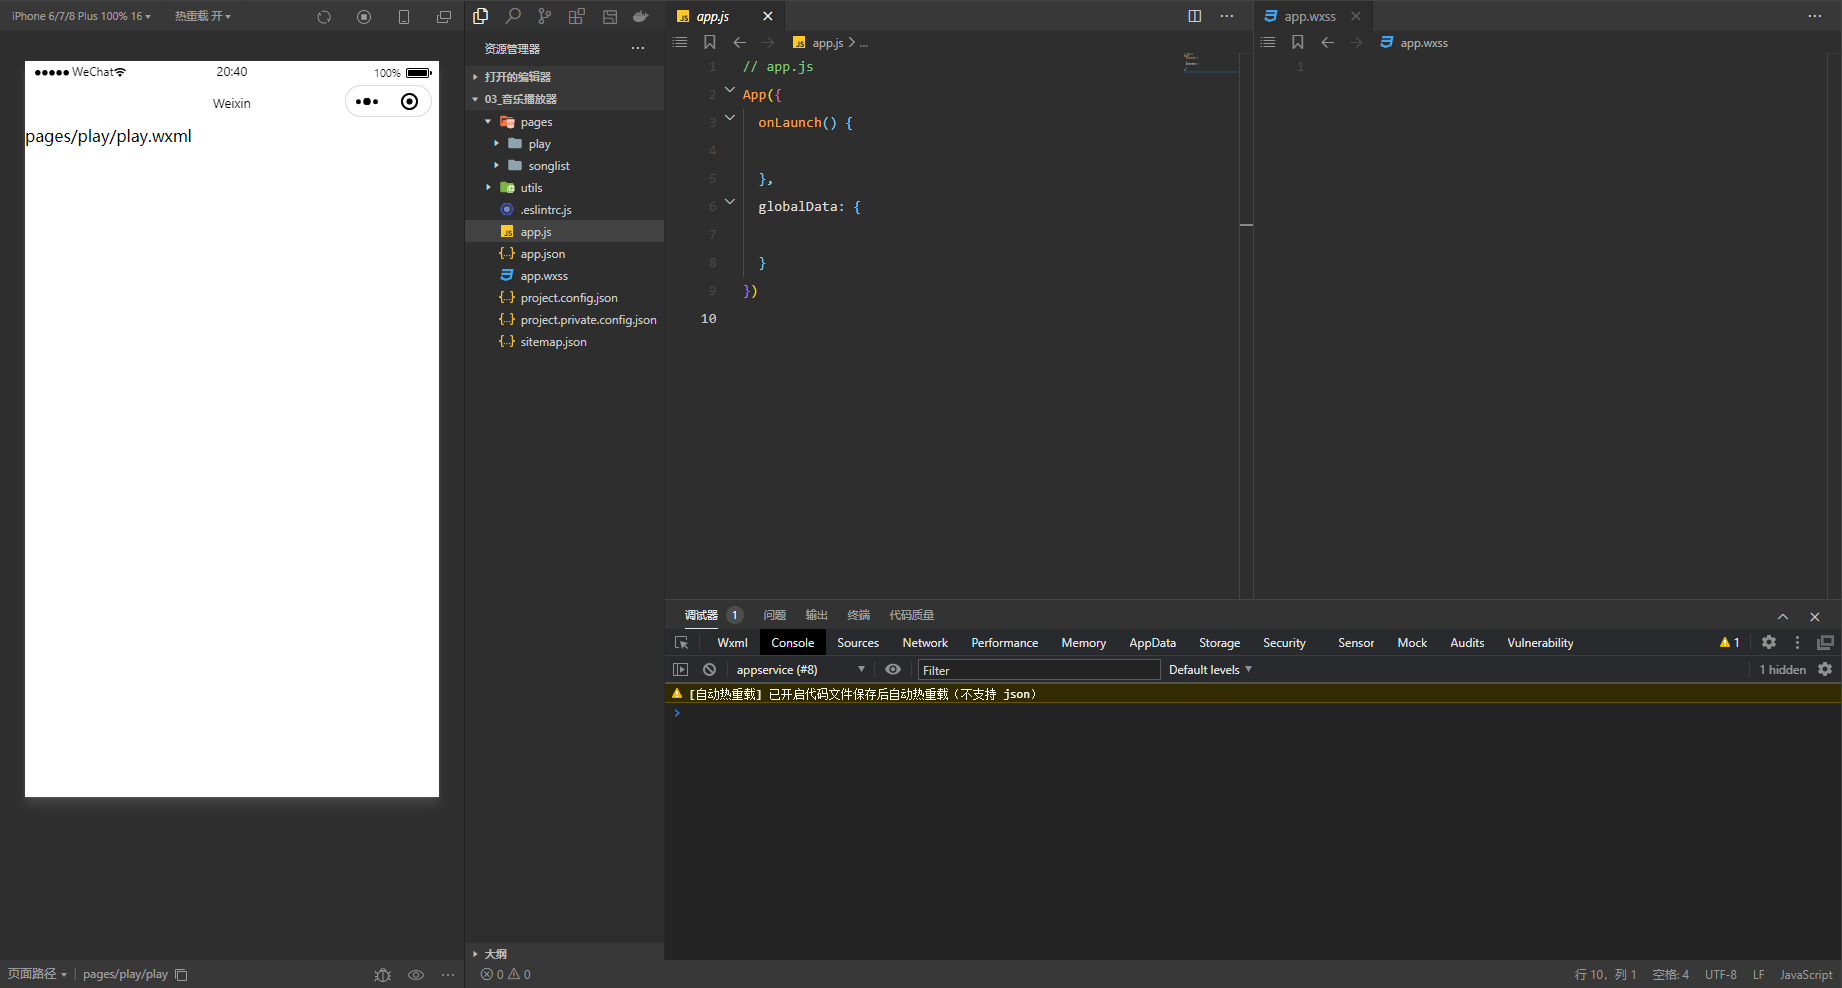 iPhone 6/7/8 Plus 100% 16
热重载 开
WeChat
20:40
100%
Weixin
pages/play/play.wxml
页面路径
pages/play/play
资源管理器
打开的编辑器
03_音乐播放器
pages
play
songlist
utils
.eslintrc.js
app.js
app.json
app.wxss
project.config.json
project.private.config.json
sitemap.json
大纲
0
0
app.js
app.js > ...
1 // app.js
2 App({
3 onLaunch() {
4
5 },
6 globalData: {
7
8 }
9 })
10
app.wxss
app.wxss
1
调试器 1 问题 输出 终端 代码质量
Wxml Console Sources Network Performance Memory AppData Storage Security Sensor Mock Audits Vulnerability 1
appservice (#8) Filter Default levels 1 hidden
[自动热重载] 已开启代码文件保存后自动热重载（不支持 json）
>
行 10，列 1 空格: 4 UTF-8 LF JavaScript